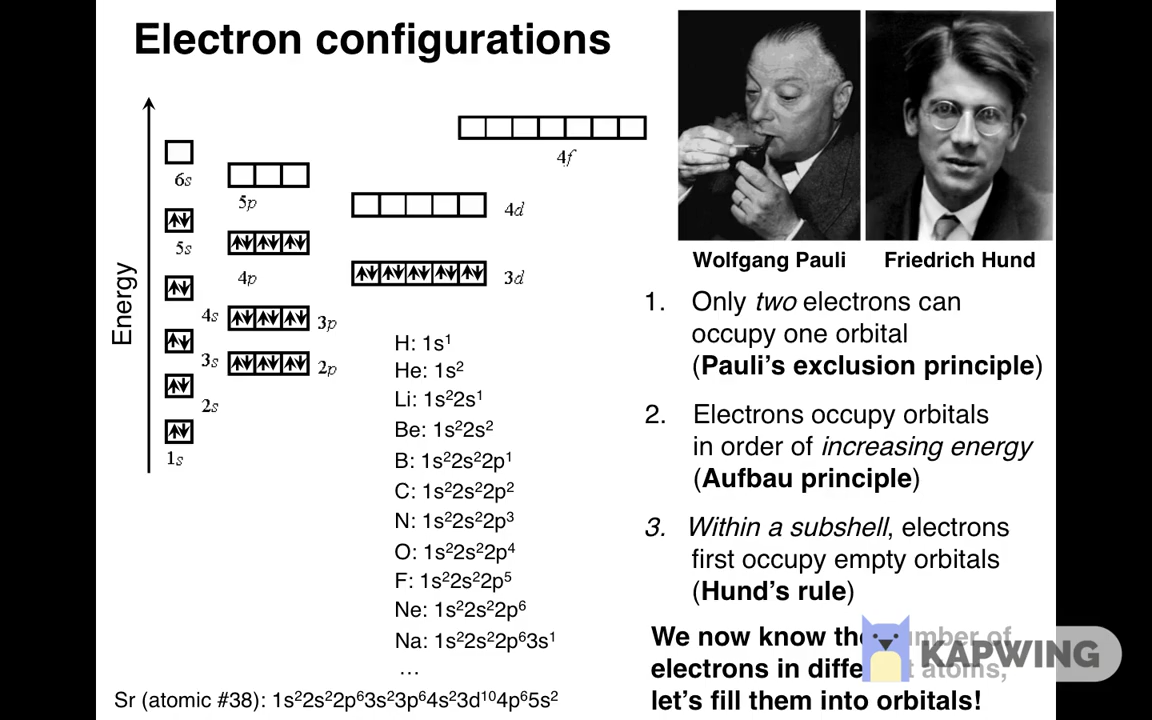 Electron configurations
Energy
6s
5p
4f
5s
4d
4p
3d
4s
3p
3s
2p
2s
1s
H: 1s¹
He: 1s²
Li: 1s²2s¹
Be: 1s²2s²
B: 1s²2s²2p¹
C: 1s²2s²2p²
N: 1s²2s²2p³
O: 1s²2s²2p⁴
F: 1s²2s²2p⁵
Ne: 1s²2s²2p⁶
Na: 1s²2s²2p⁶3s¹
…
Sr (atomic #38): 1s²2s²2p⁶3s²3p⁶4s²3d¹⁰4p⁶5s²
Wolfgang Pauli
Friedrich Hund
1. Only two electrons can
occupy one orbital
(Pauli’s exclusion principle)
2. Electrons occupy orbitals
in order of increasing energy
(Aufbau principle)
3. Within a subshell, electrons
first occupy empty orbitals
(Hund’s rule)
We now know the number of
electrons in different atoms,
let’s fill them into orbitals!
KAPWING